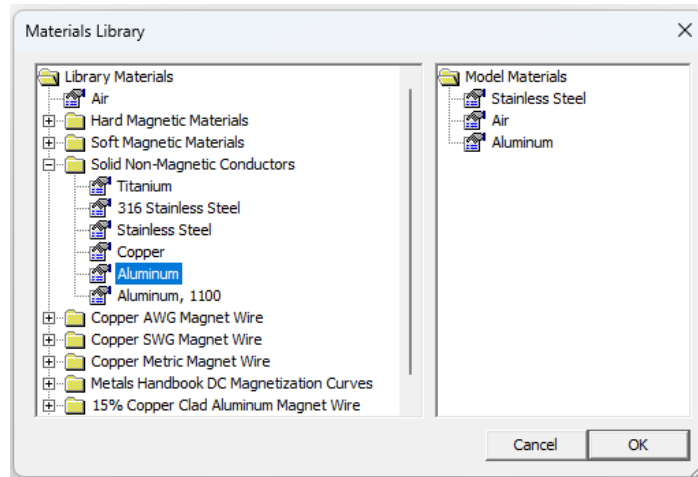 Materials Library
Library Materials
Air
Hard Magnetic Materials
Soft Magnetic Materials
Solid Non-Magnetic Conductors
Titanium
316 Stainless Steel
Stainless Steel
Copper
Aluminum
Aluminum, 1100
Copper AWG Magnet Wire
Copper SWG Magnet Wire
Copper Metric Magnet Wire
Metals Handbook DC Magnetization Curves
15% Copper Clad Aluminum Magnet Wire
Model Materials
Stainless Steel
Air
Aluminum
Cancel
OK